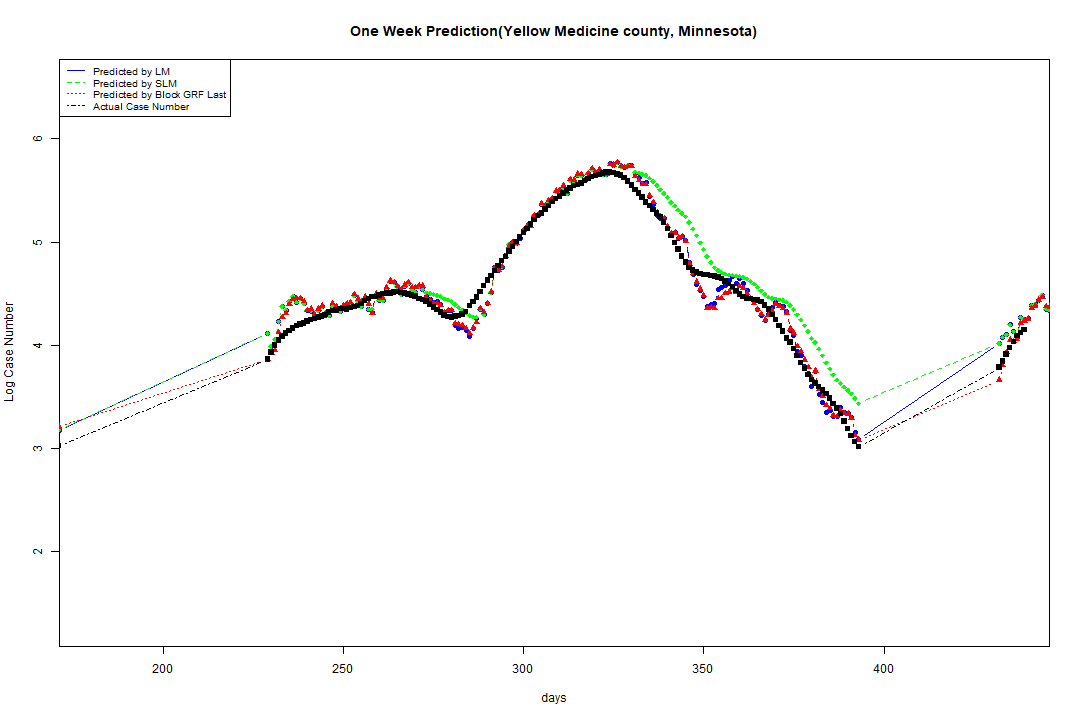 One Week Prediction(Yellow Medicine county, Minnesota)
Predicted by LM
Predicted by SLM
Predicted by Block GRF Last
Actual Case Number
Log Case Number
6
5
4
3
2
200 250 300 350 400
days